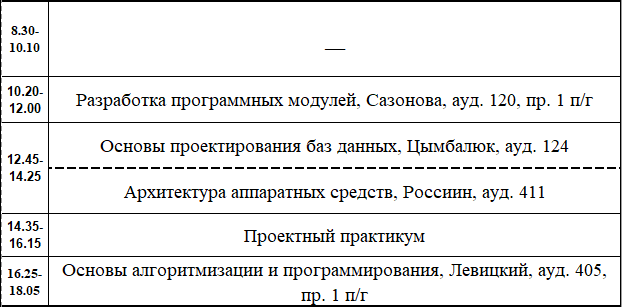 8.30-
10.10
—
10.20-
12.00
Разработка программных модулей, Сазонова, ауд. 120, пр. 1 п/г
12.45-
14.25
Основы проектирования баз данных, Цымбалюк, ауд. 124
Архитектура аппаратных средств, Россиин, ауд. 411
14.35-
16.15
Проектный практикум
16.25-
18.05
Основы алгоритмизации и программирования, Левицкий, ауд. 405,
пр. 1 п/г